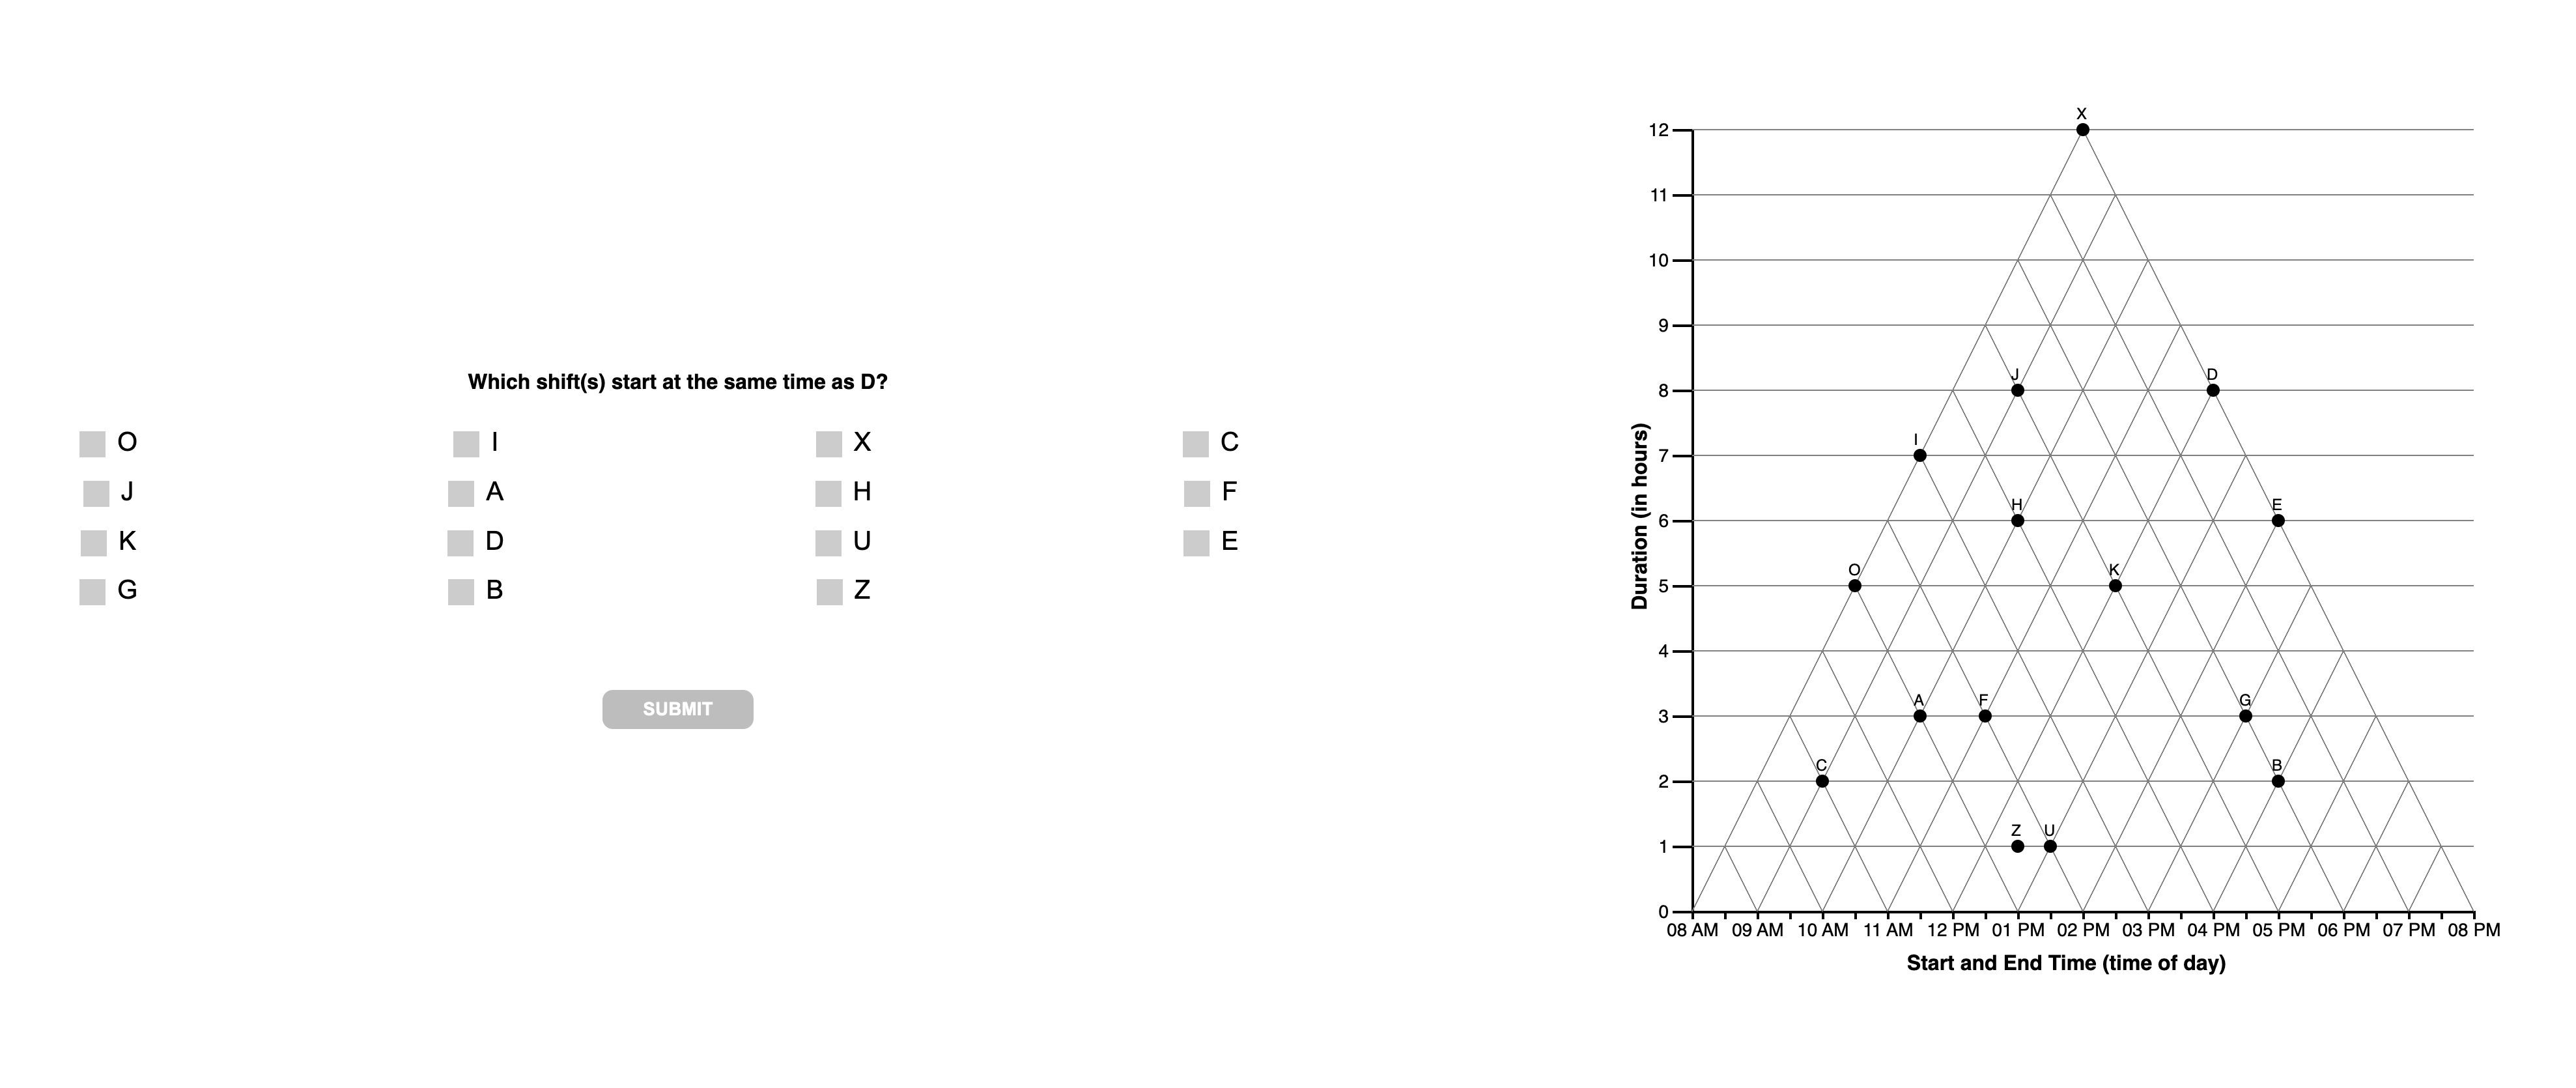 Which shift(s) start at the same time as D?
O I X C
J A H F
K D U E
G B Z
SUBMIT
X
12
11
10
9
J D
8
I
7
H E
6
O K
5
4
A F G
3
C B
2
Z U
1
0
08 AM 09 AM 10 AM 11 AM 12 PM 01 PM 02 PM 03 PM 04 PM 05 PM 06 PM 07 PM 08 PM
Duration (in hours)
Start and End Time (time of day)